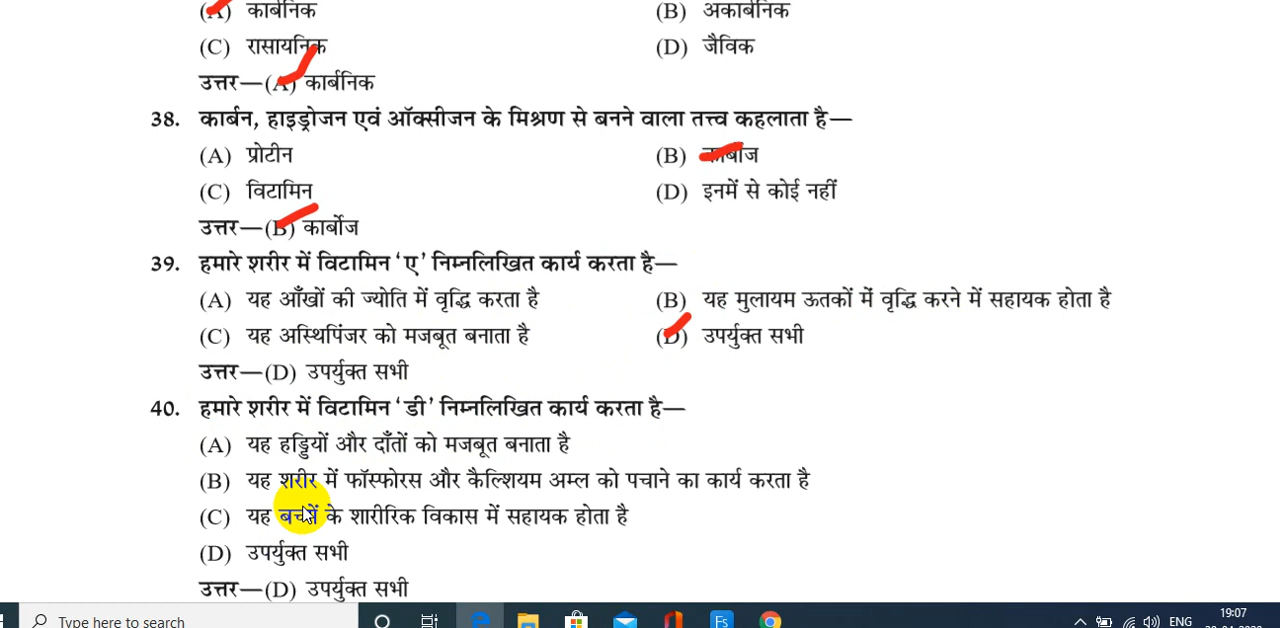 (A) कार्बनिक (B) अकार्बनिक
(C) रासायनिक (D) जैविक
उत्तर—(A) कार्बनिक
38. कार्बन, हाइड्रोजन एवं ऑक्सीजन के मिश्रण से बनने वाला तत्त्व कहलाता है—
(A) प्रोटीन (B) कार्बोज
(C) विटामिन (D) इनमें से कोई नहीं
उत्तर—(B) कार्बोज
39. हमारे शरीर में विटामिन ‘ए’ निम्नलिखित कार्य करता है—
(A) यह आँखों की ज्योति में वृद्धि करता है (B) यह मुलायम ऊतकों में वृद्धि करने में सहायक होता है
(C) यह अस्थिपिंजर को मजबूत बनाता है (D) उपर्युक्त सभी
उत्तर—(D) उपर्युक्त सभी
40. हमारे शरीर में विटामिन ‘डी’ निम्नलिखित कार्य करता है—
(A) यह हड्डियों और दाँतों को मजबूत बनाता है
(B) यह शरीर में फॉस्फोरस और कैल्शियम अम्ल को पचाने का कार्य करता है
(C) यह बच्चों के शारीरिक विकास में सहायक होता है
(D) उपर्युक्त सभी
उत्तर—(D) उपर्युक्त सभी
Type here to search Fs ENG 19:07